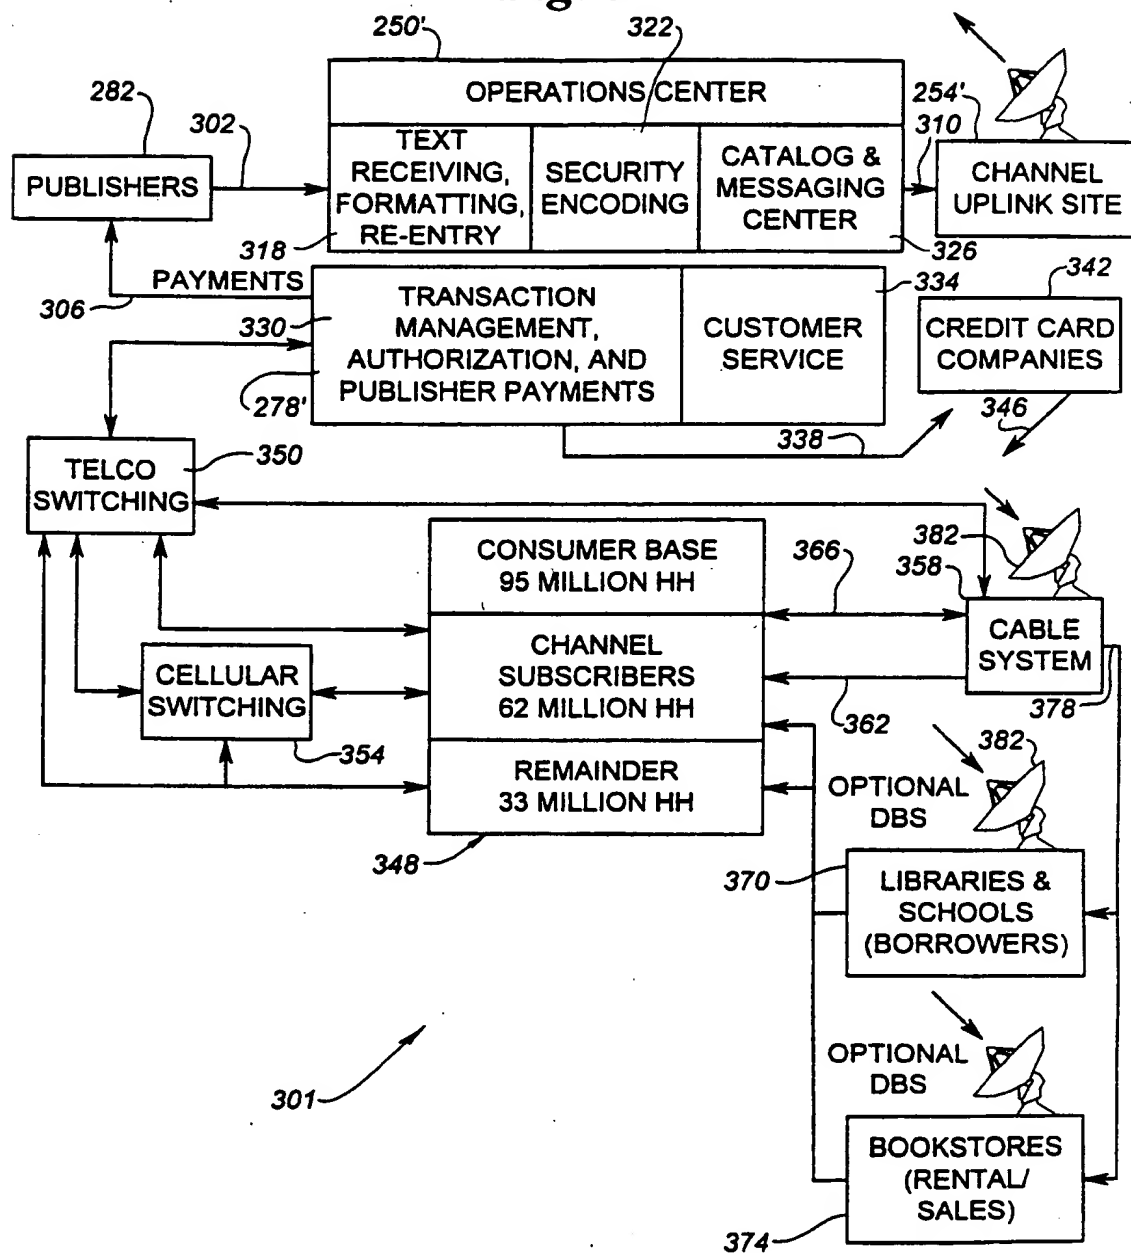 250'
322
282
302
OPERATIONS CENTER
254'
310
PUBLISHERS
TEXT
RECEIVING,
FORMATTING,
RE-ENTRY
SECURITY
ENCODING
CATALOG &
MESSAGING
CENTER
CHANNEL
UPLINK SITE
318
326
PAYMENTS
306
330
TRANSACTION
MANAGEMENT,
AUTHORIZATION, AND
PUBLISHER PAYMENTS
CUSTOMER
SERVICE
334
342
CREDIT CARD
COMPANIES
278'
346
338
TELCO
SWITCHING
350
CONSUMER BASE
95 MILLION HH
366
382
358
CHANNEL
SUBSCRIBERS
62 MILLION HH
CABLE
SYSTEM
CELLULAR
SWITCHING
362
378
354
REMAINDER
33 MILLION HH
382
OPTIONAL
DBS
348
370
LIBRARIES &
SCHOOLS
(BORROWERS)
OPTIONAL
DBS
301
BOOKSTORES
(RENTAL/
SALES)
374